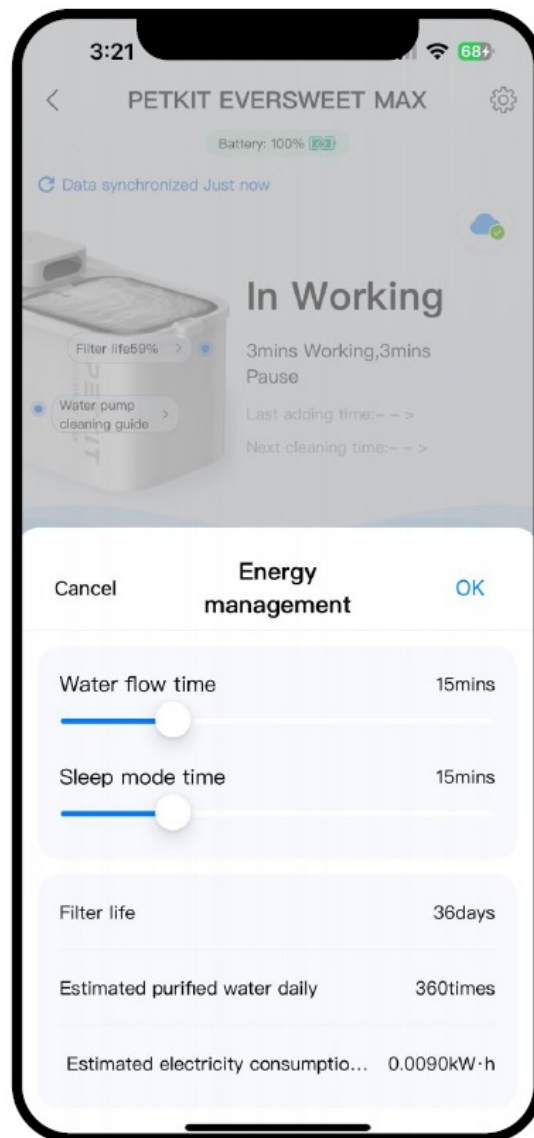 3:21
68
PETKIT EVERSWEET MAX
Battery: 100%
Data synchronized Just now
In Working
Filter life59% >
3mins Working,3mins
Pause
Water pump
cleaning guide >
Last adding time:– – >
Next cleaning time:– – >
PETKIT
Cancel
Energy
management
OK
Water flow time
15mins
Sleep mode time
15mins
Filter life
36days
Estimated purified water daily
360times
Estimated electricity consumptio...
0.0090kW·h